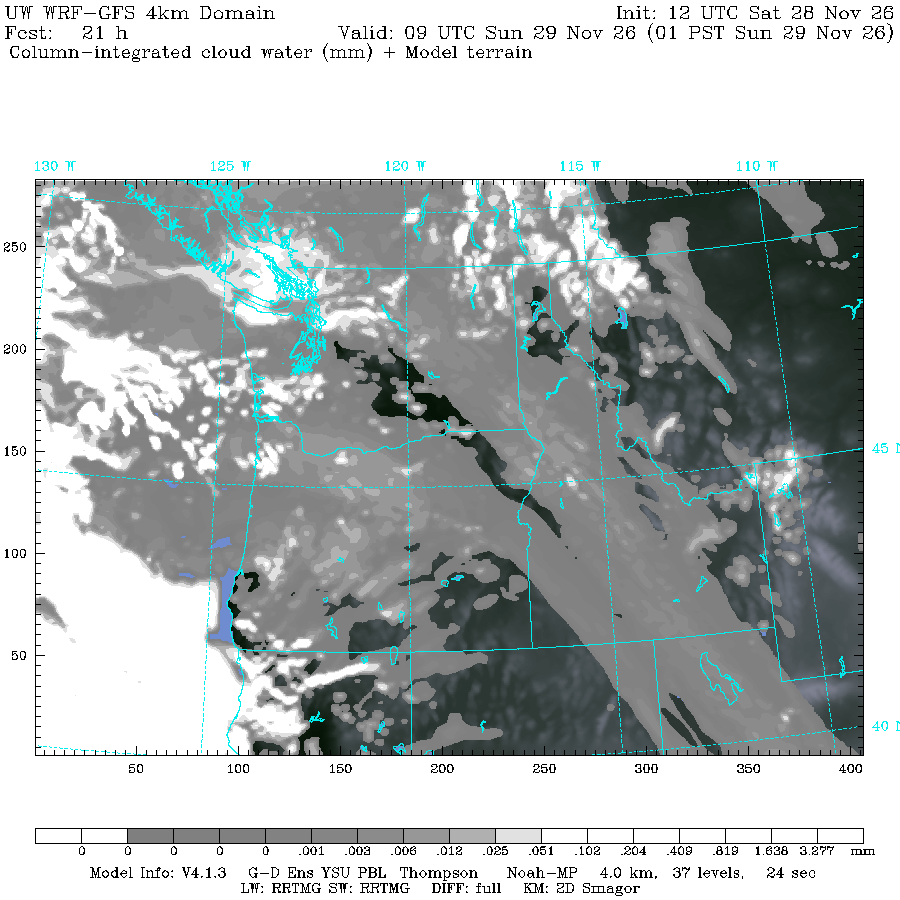 UW WRF-GFS 4km Domain Init: 12 UTC Sat 28 Nov 26
Fcst: 21 h Valid: 09 UTC Sun 29 Nov 26 (01 PST Sun 29 Nov 26)
Column-integrated cloud water (mm) + Model terrain
130 W 125 W 120 W 115 W 110 W
250
200
150
100
50
45 N
40 N
50 100 150 200 250 300 350 400
0 0 0 0 0 .001 .003 .006 .012 .025 .051 .102 .204 .409 .819 1.638 3.277 mm
Model Info: V4.1.3 G-D Ens YSU PBL Thompson Noah-MP 4.0 km, 37 levels, 24 sec
LW: RRTMG SW: RRTMG DIFF: full KM: 2D Smagor